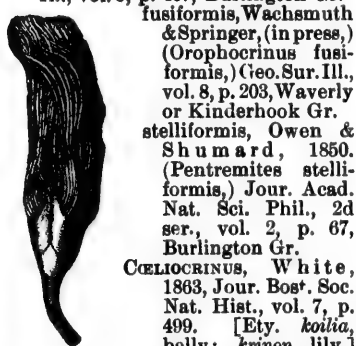 fusiformis, Wachsmuth
& Springer, (in press,)
(Orophocrinus fusi-
formis,) Geo. Sur. Ill.,
vol. 8, p. 203, Waverly
or Kinderhook Gr.
stelliformis, Owen &
Shumard, 1850.
(Pentremites stelli-
formis,) Jour. Acad.
Nat. Sci. Phil., 2d
ser., vol. 2, p. 67,
Burlington Gr.
CŒLIOCRINUS, White,
1863, Jour. Bost. Soc.
Nat. Hist., vol. 7, p.
499. [Ety. koilia,
belly; krinon, lily.]